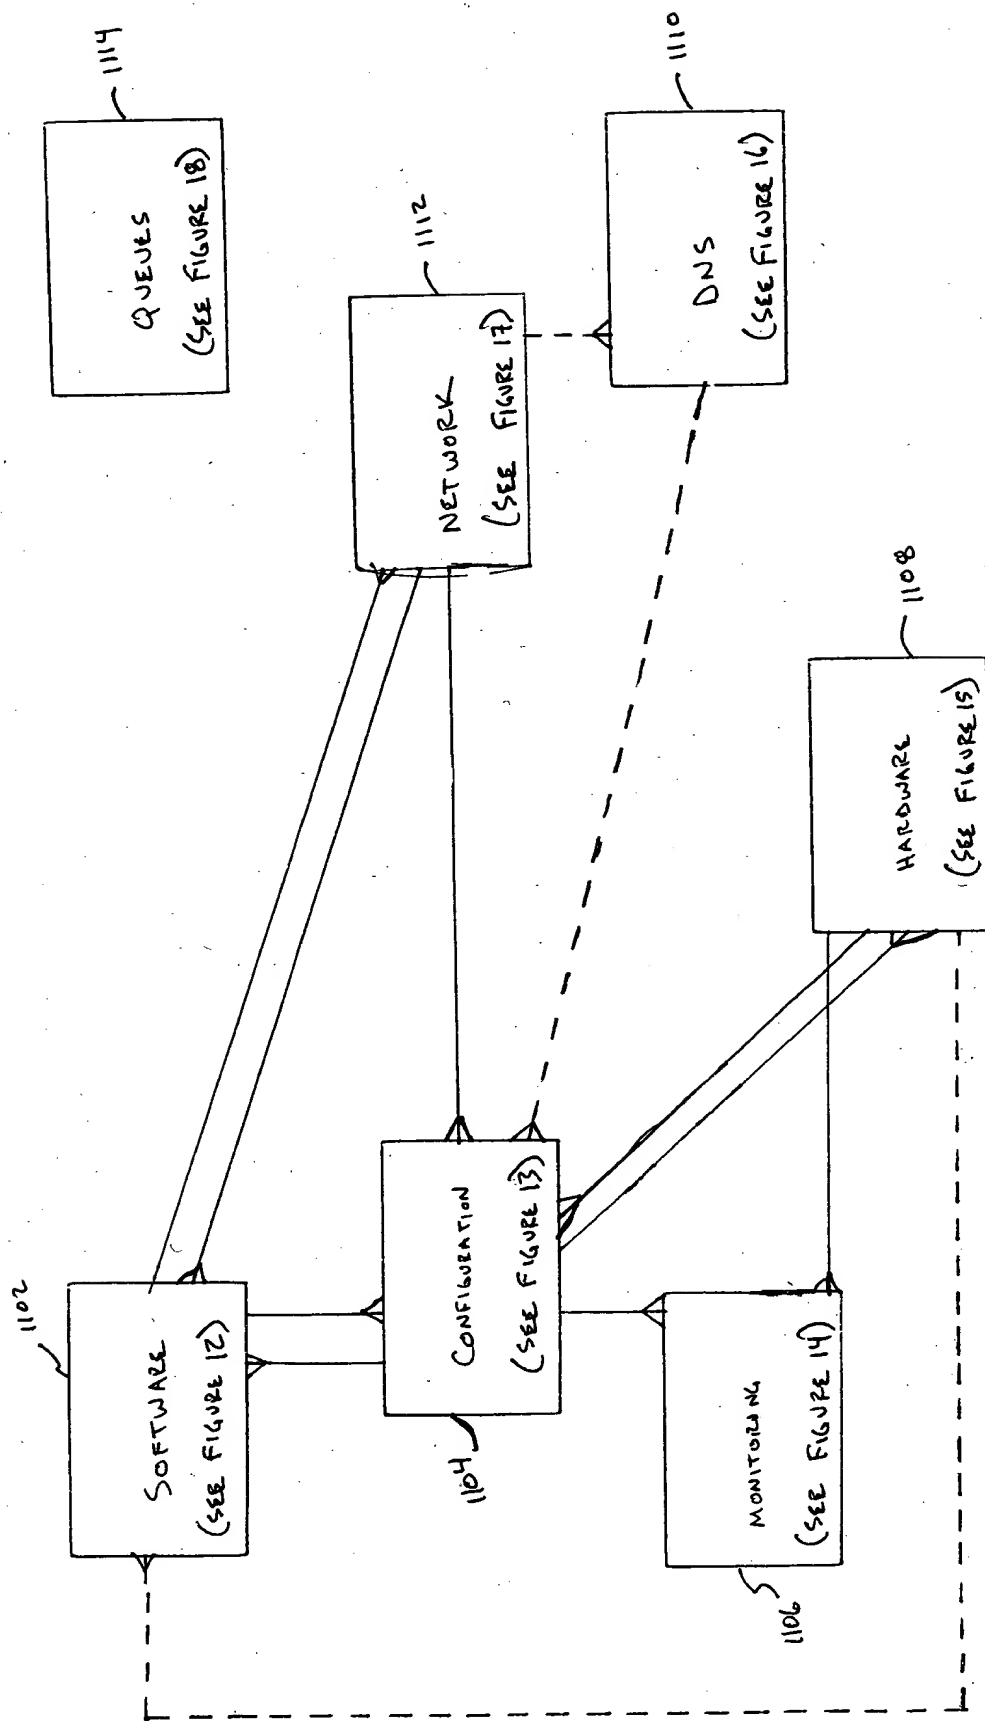 1102
SOFTWARE
(SEE FIGURE 12)
1104
CONFIGURATION
(SEE FIGURE 13)
1106
MONITORING
(SEE FIGURE 14)
1112
NETWORK
(SEE FIGURE 17)
1114
QUEUES
(SEE FIGURE 18)
1110
DNS
(SEE FIGURE 16)
1108
HARDWARE
(SEE FIGURE 15)